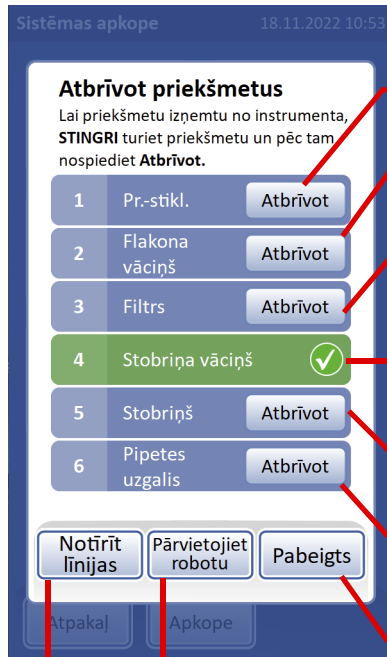 Sistēmas apkope 18.11.2022 10:53
Atbrīvot priekšmetus
Lai priekšmetu izņemtu no instrumenta,
STINGRI turiet priekšmetu un pēc tam
nospiediet Atbrīvot.
1 Pr.-stikl. Atbrīvot
2 Flakona
vāciņš Atbrīvot
3 Filtrs Atbrīvot
4 Stobriņa vāciņš
5 Stobriņš Atbrīvot
6 Pipetes
uzgalis Atbrīvot
Notīrīt
līnijas
Pārvietojiet
robotu
Pabeigts
Atpakaļ Apkope